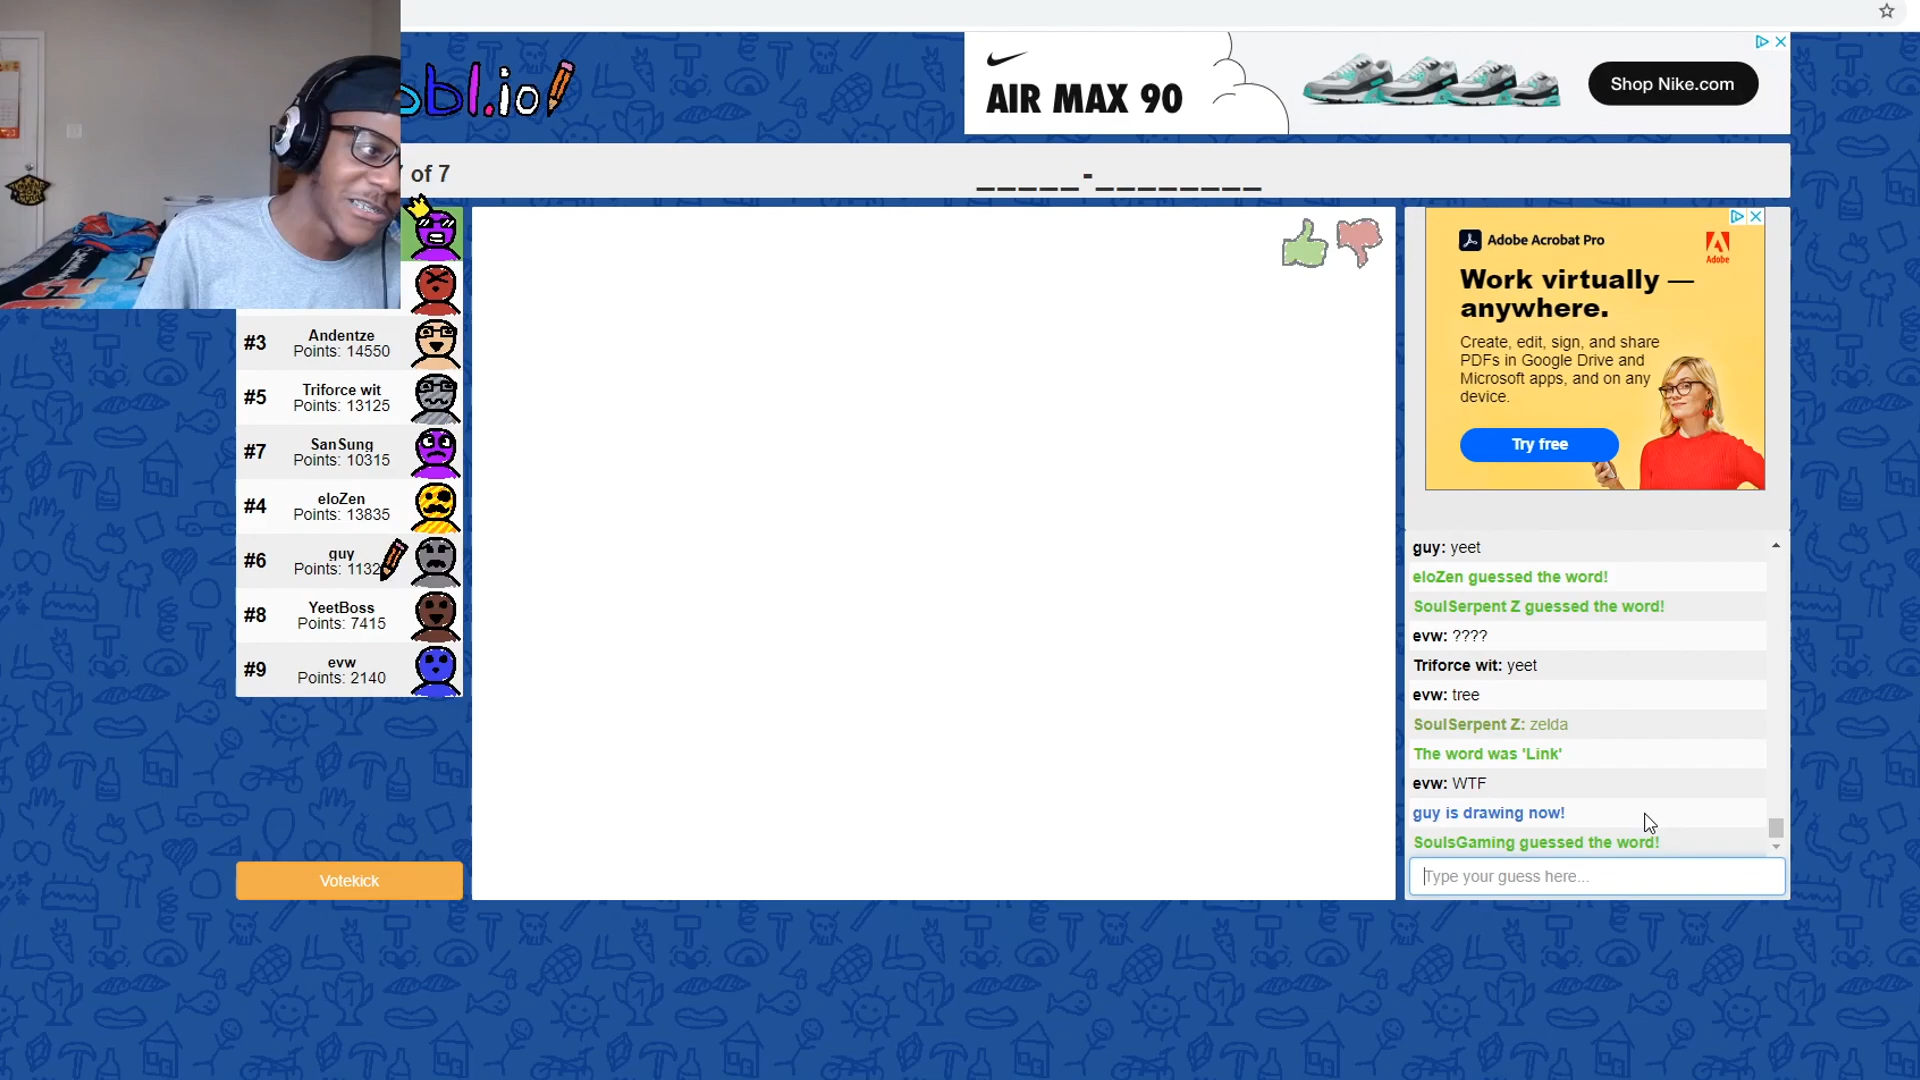 obl.io
AIR MAX 90
Shop Nike.com
of 7
_____-________
#3
Andentze
Points: 14550
#5
Triforce wit
Points: 13125
#7
SanSung
Points: 10315
#4
eloZen
Points: 13835
#6
guy
Points: 1132
#8
YeetBoss
Points: 7415
#9
evw
Points: 2140
Votekick
Adobe Acrobat Pro
Adobe
Work virtually —
anywhere.
Create, edit, sign, and share
PDFs in Google Drive and
Microsoft apps, and on any
device.
Try free
guy: yeet
eloZen guessed the word!
SoulSerpent Z guessed the word!
evw: ????
Triforce wit: yeet
evw: tree
SoulSerpent Z: zelda
The word was 'Link'
evw: WTF
guy is drawing now!
SoulsGaming guessed the word!
Type your guess here...